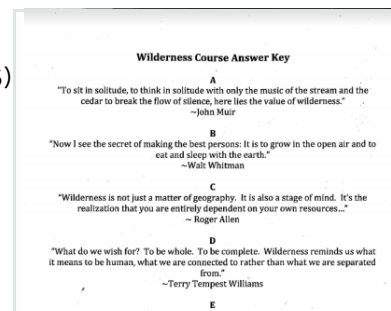 )
Wilderness Course Answer Key
A
"To sit in solitude, to think in solitude with only the music of the stream and the
cedar to break the flow of silence, here lies the value of wilderness."
~John Muir
B
"Now I see the secret of making the best persons: It is to grow in the open air and to
eat and sleep with the earth."
~Walt Whitman
C
"Wilderness is not just a matter of geography. It is also a stage of mind. It's the
realization that you are entirely dependent on your own resources..."
~ Roger Allen
D
"What do we wish for? To be whole. To be complete. Wilderness reminds us what
it means to be human, what we are connected to rather than what we are separated
from."
~Terry Tempest Williams
E